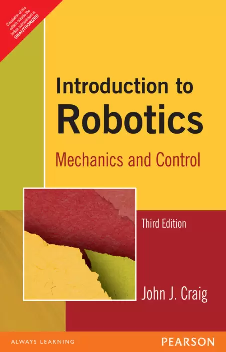 Introduction to
Robotics
Mechanics and Control
Third Edition
John J. Craig
ALWAYS LEARNING
PEARSON